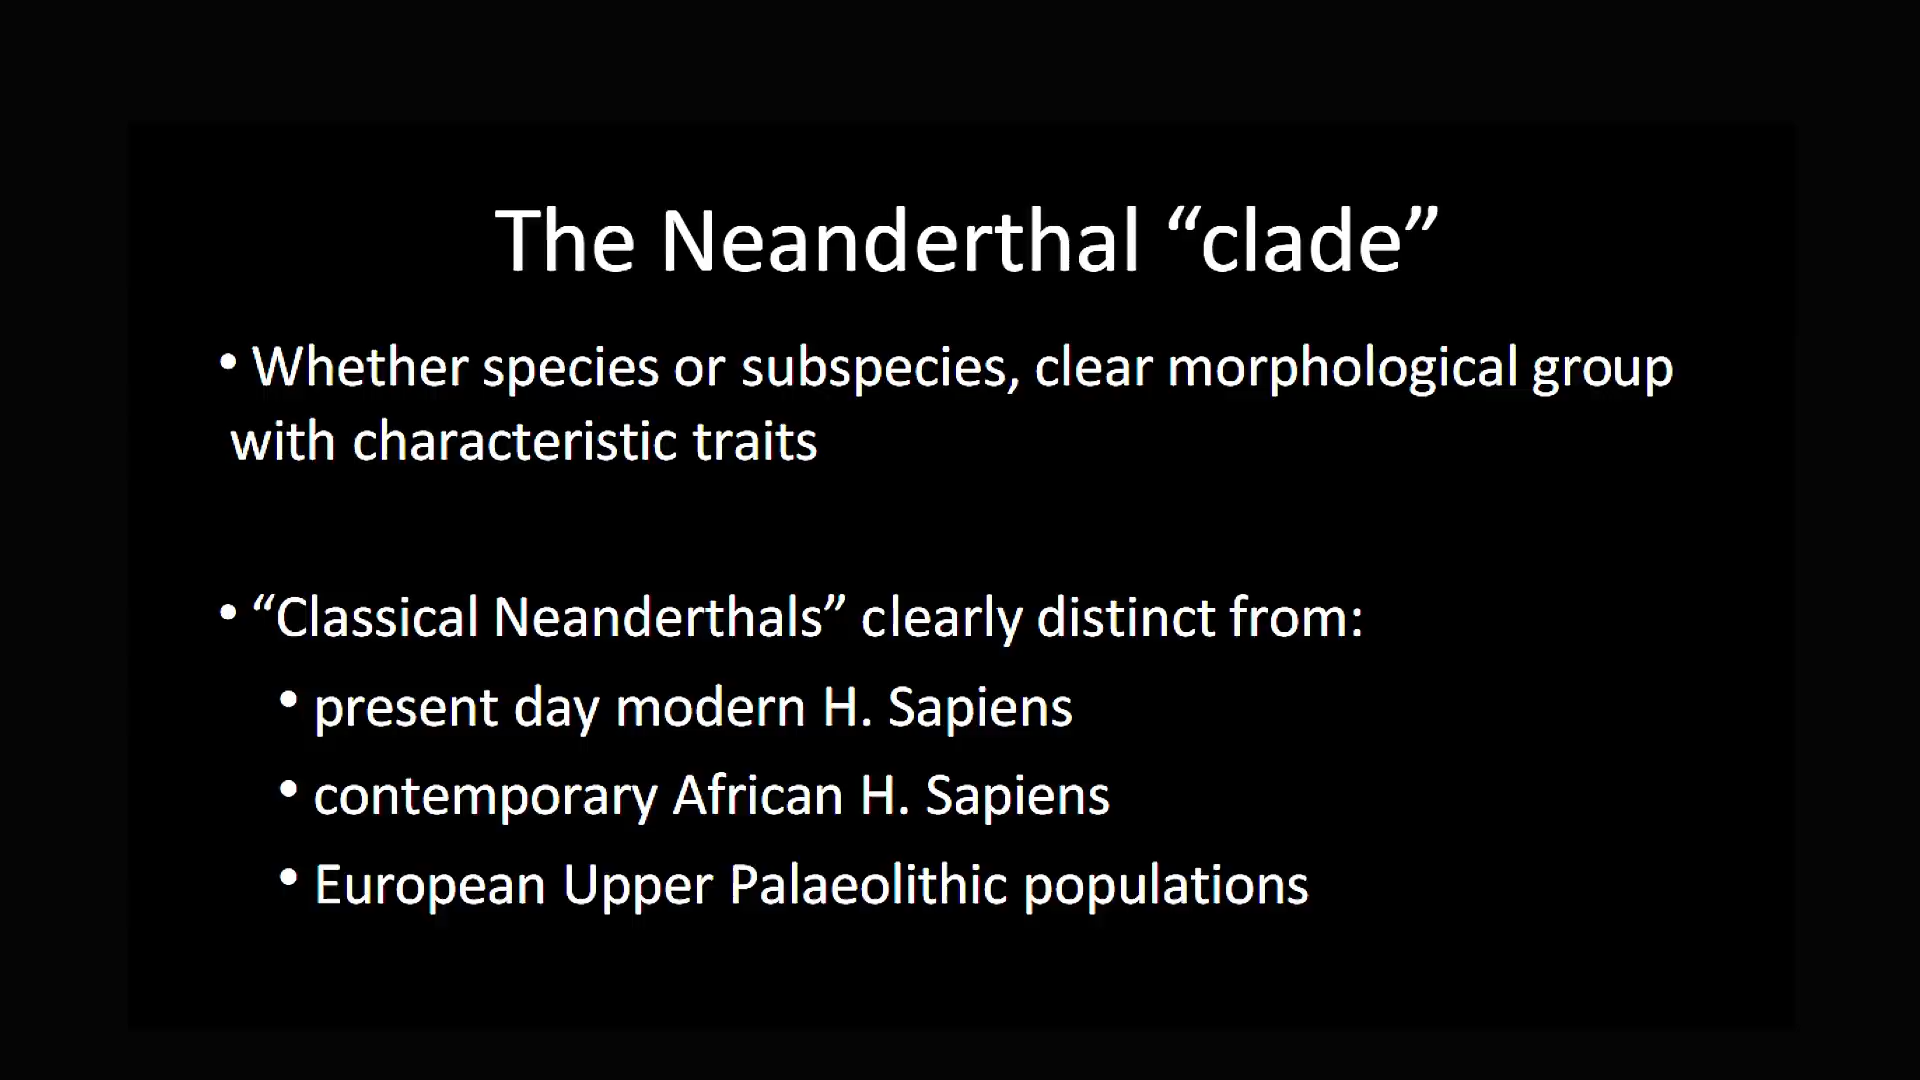 The Neanderthal “clade”
• Whether species or subspecies, clear morphological group
with characteristic traits
• “Classical Neanderthals” clearly distinct from:
• present day modern H. Sapiens
• contemporary African H. Sapiens
• European Upper Palaeolithic populations